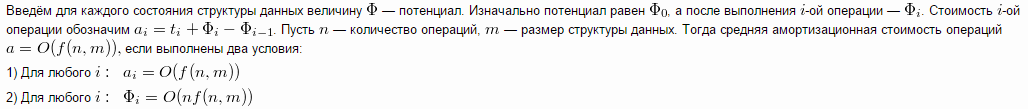 Введём для каждого состояния структуры данных величину Φ — потенциал. Изначально потенциал равен Φ₀, а после выполнения i-ой операции — Φᵢ. Стоимость i-ой
операции обозначим aᵢ = tᵢ + Φᵢ − Φᵢ₋₁. Пусть n — количество операций, m — размер структуры данных. Тогда средняя амортизационная стоимость операций
a = O(f(n, m)), если выполнены два условия:
1) Для любого i : aᵢ = O(f(n, m))
2) Для любого i : Φᵢ = O(nf(n, m))